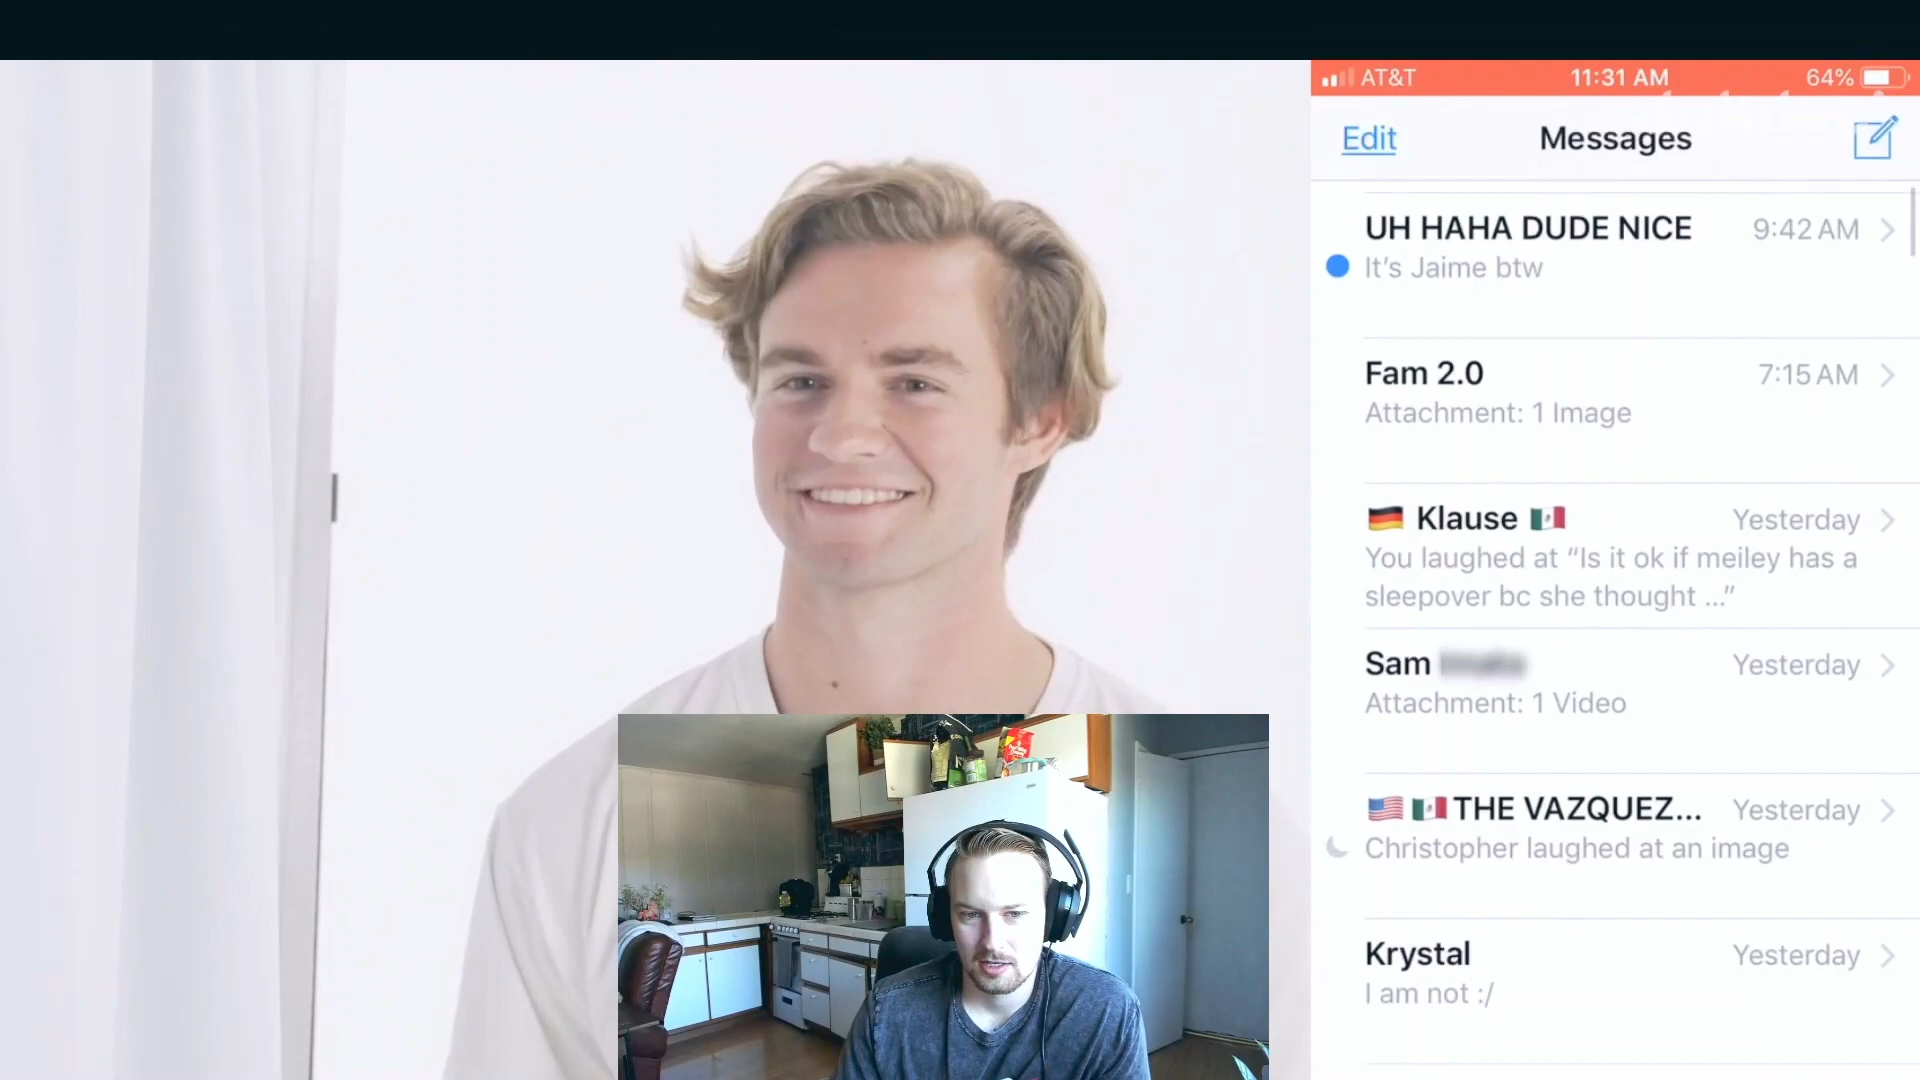 AT&T 11:31 AM 64%
Edit Messages
UH HAHA DUDE NICE 9:42 AM
It's Jaime btw
Fam 2.0 7:15 AM
Attachment: 1 Image
🇩🇪 Klause 🇲🇽 Yesterday
You laughed at “Is it ok if meiley has a
sleepover bc she thought ...”
Sam Yesterday
Attachment: 1 Video
🇺🇸 🇲🇽 THE VAZQUEZ... Yesterday
Christopher laughed at an image
Krystal Yesterday
I am not :/